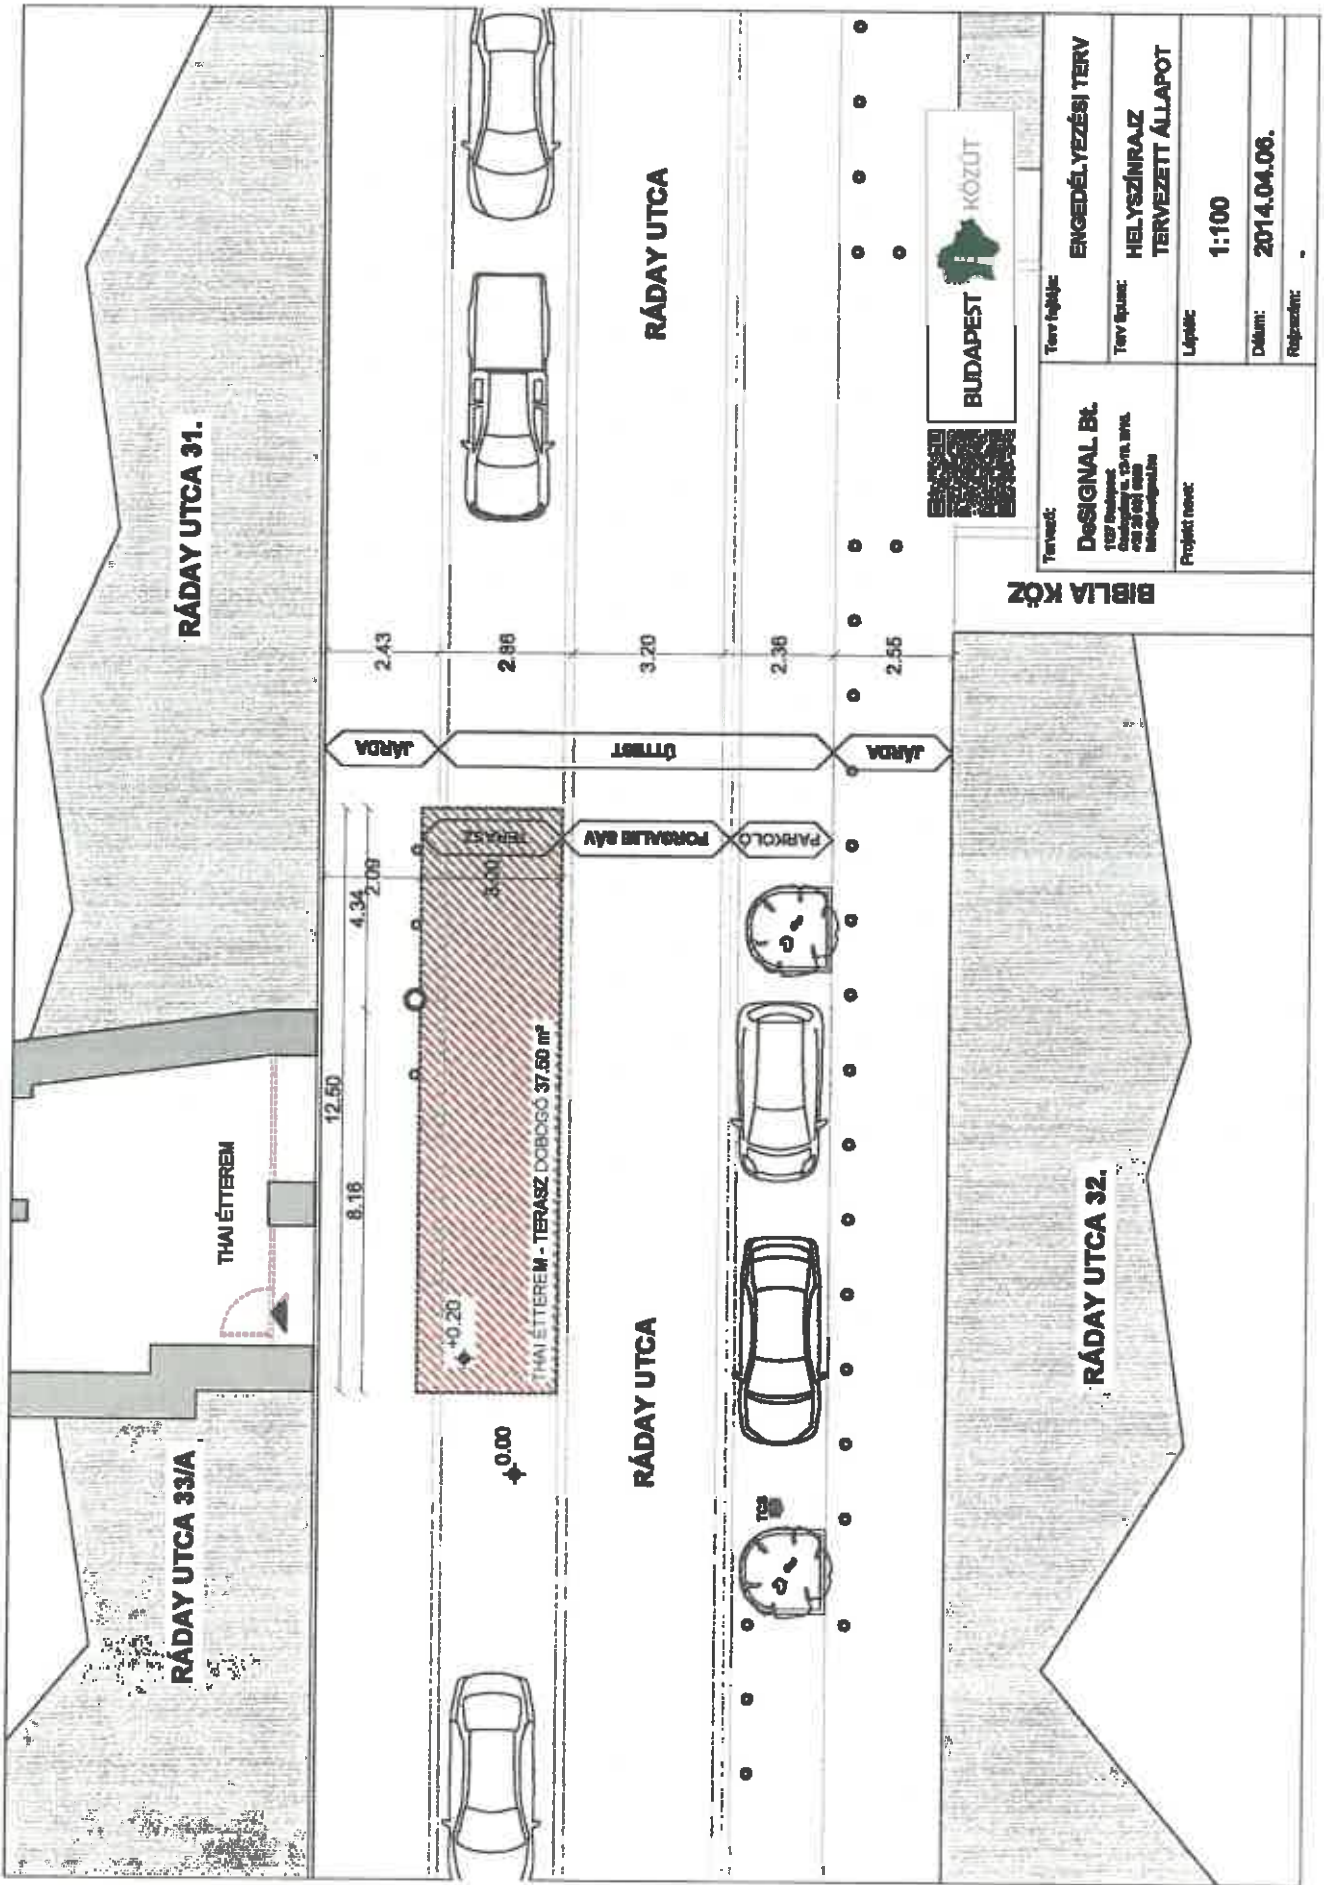 RÁDAY UTCA 33/A
RÁDAY UTCA 31.
THAI ÉTTEREM
12.50
8.16
4.34
2.09
+0.20
3.00
THAI ÉTTEREM - TERASZ DOBOGÓ 37.50 m²
0.00
TERASZ
FORGALMI SÁV
PARKOLÓ
JÁRDA
ÚTTEST
JÁRDA
2.43
2.86
3.20
2.36
2.55
RÁDAY UTCA
RÁDAY UTCA
TCS
RÁDAY UTCA 32.
BIBLIA KÖZ
BUDAPEST KÖZÚT
Tervező:
DeSIGNAL Bt.
Projekt neve:
Terv fajtája:
ENGEDÉLYEZÉSI TERV
Terv típusa:
HELYSZÍNRAJZ
TERVEZETT ÁLLAPOT
Lépték:
1:100
Dátum:
2014.04.06.
Rajzszám:
-